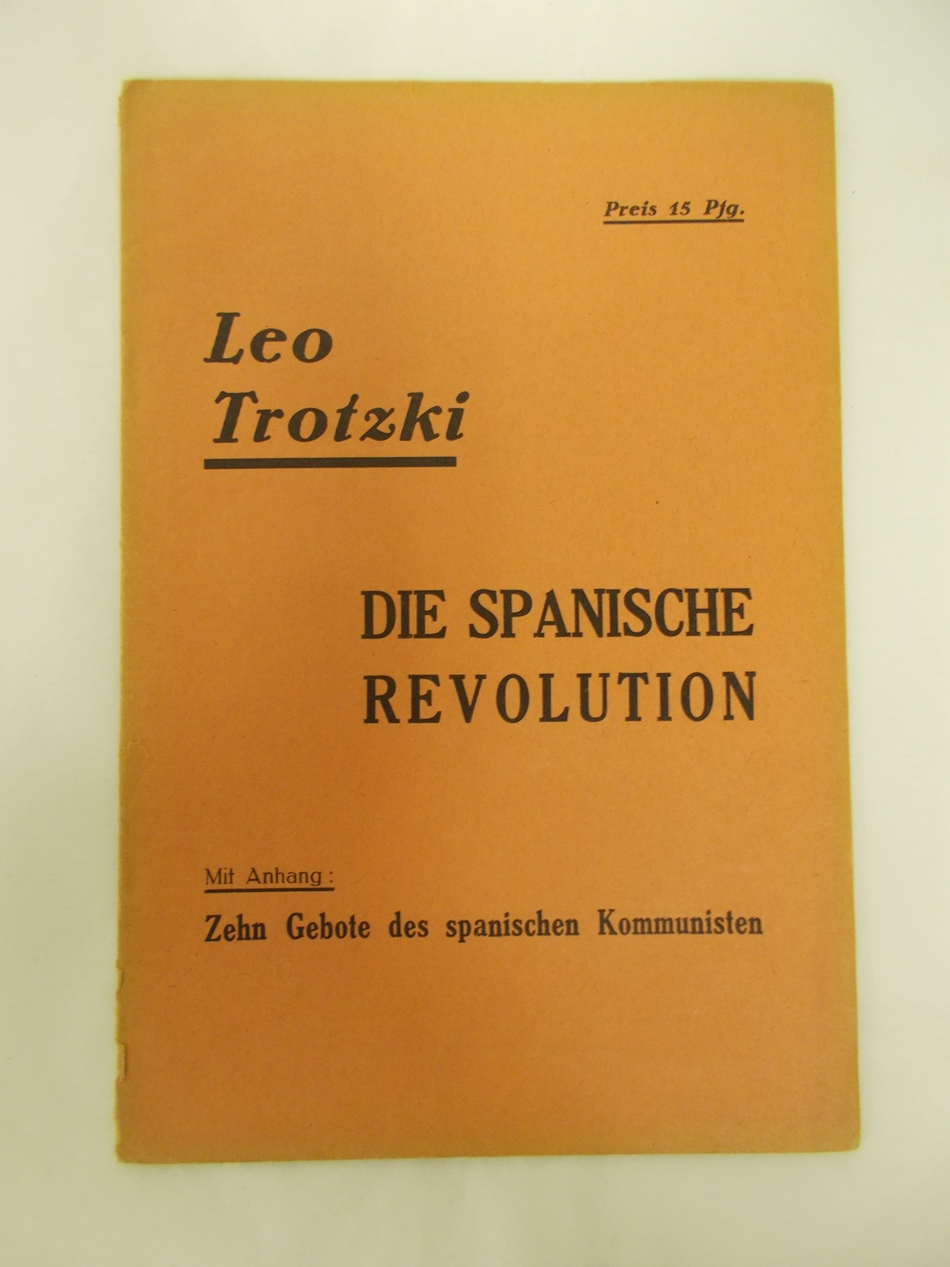 Preis 15 Pfg.
Leo
Trotzki
DIE SPANISCHE
REVOLUTION
Mit Anhang:
Zehn Gebote des spanischen Kommunisten